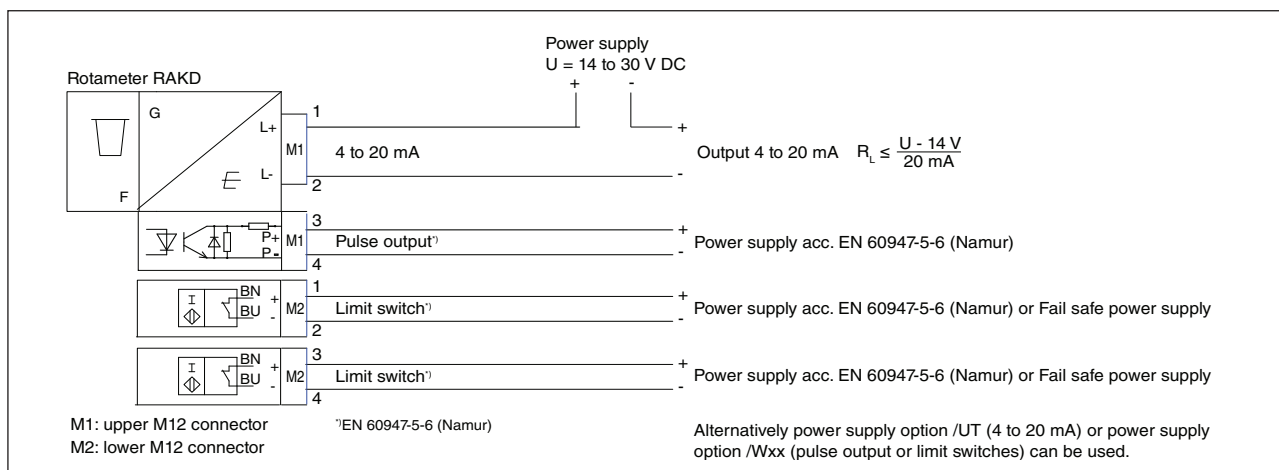 Power supply
U = 14 to 30 V DC
+ -
Rotameter RAKD
G
F
E
L+
L-
M1
1
2
4 to 20 mA
+
-
Output 4 to 20 mA R_L ≤ U - 14 V
20 mA
P+
P-
M1
3
4
Pulse output*)
+
-
Power supply acc. EN 60947-5-6 (Namur)
I
BN +
BU -
M2
1
2
Limit switch*)
+
-
Power supply acc. EN 60947-5-6 (Namur) or Fail safe power supply
I
BN +
BU -
M2
3
4
Limit switch*)
+
-
Power supply acc. EN 60947-5-6 (Namur) or Fail safe power supply
M1: upper M12 connector
M2: lower M12 connector
*)EN 60947-5-6 (Namur)
Alternatively power supply option /UT (4 to 20 mA) or power supply
option /Wxx (pulse output or limit switches) can be used.